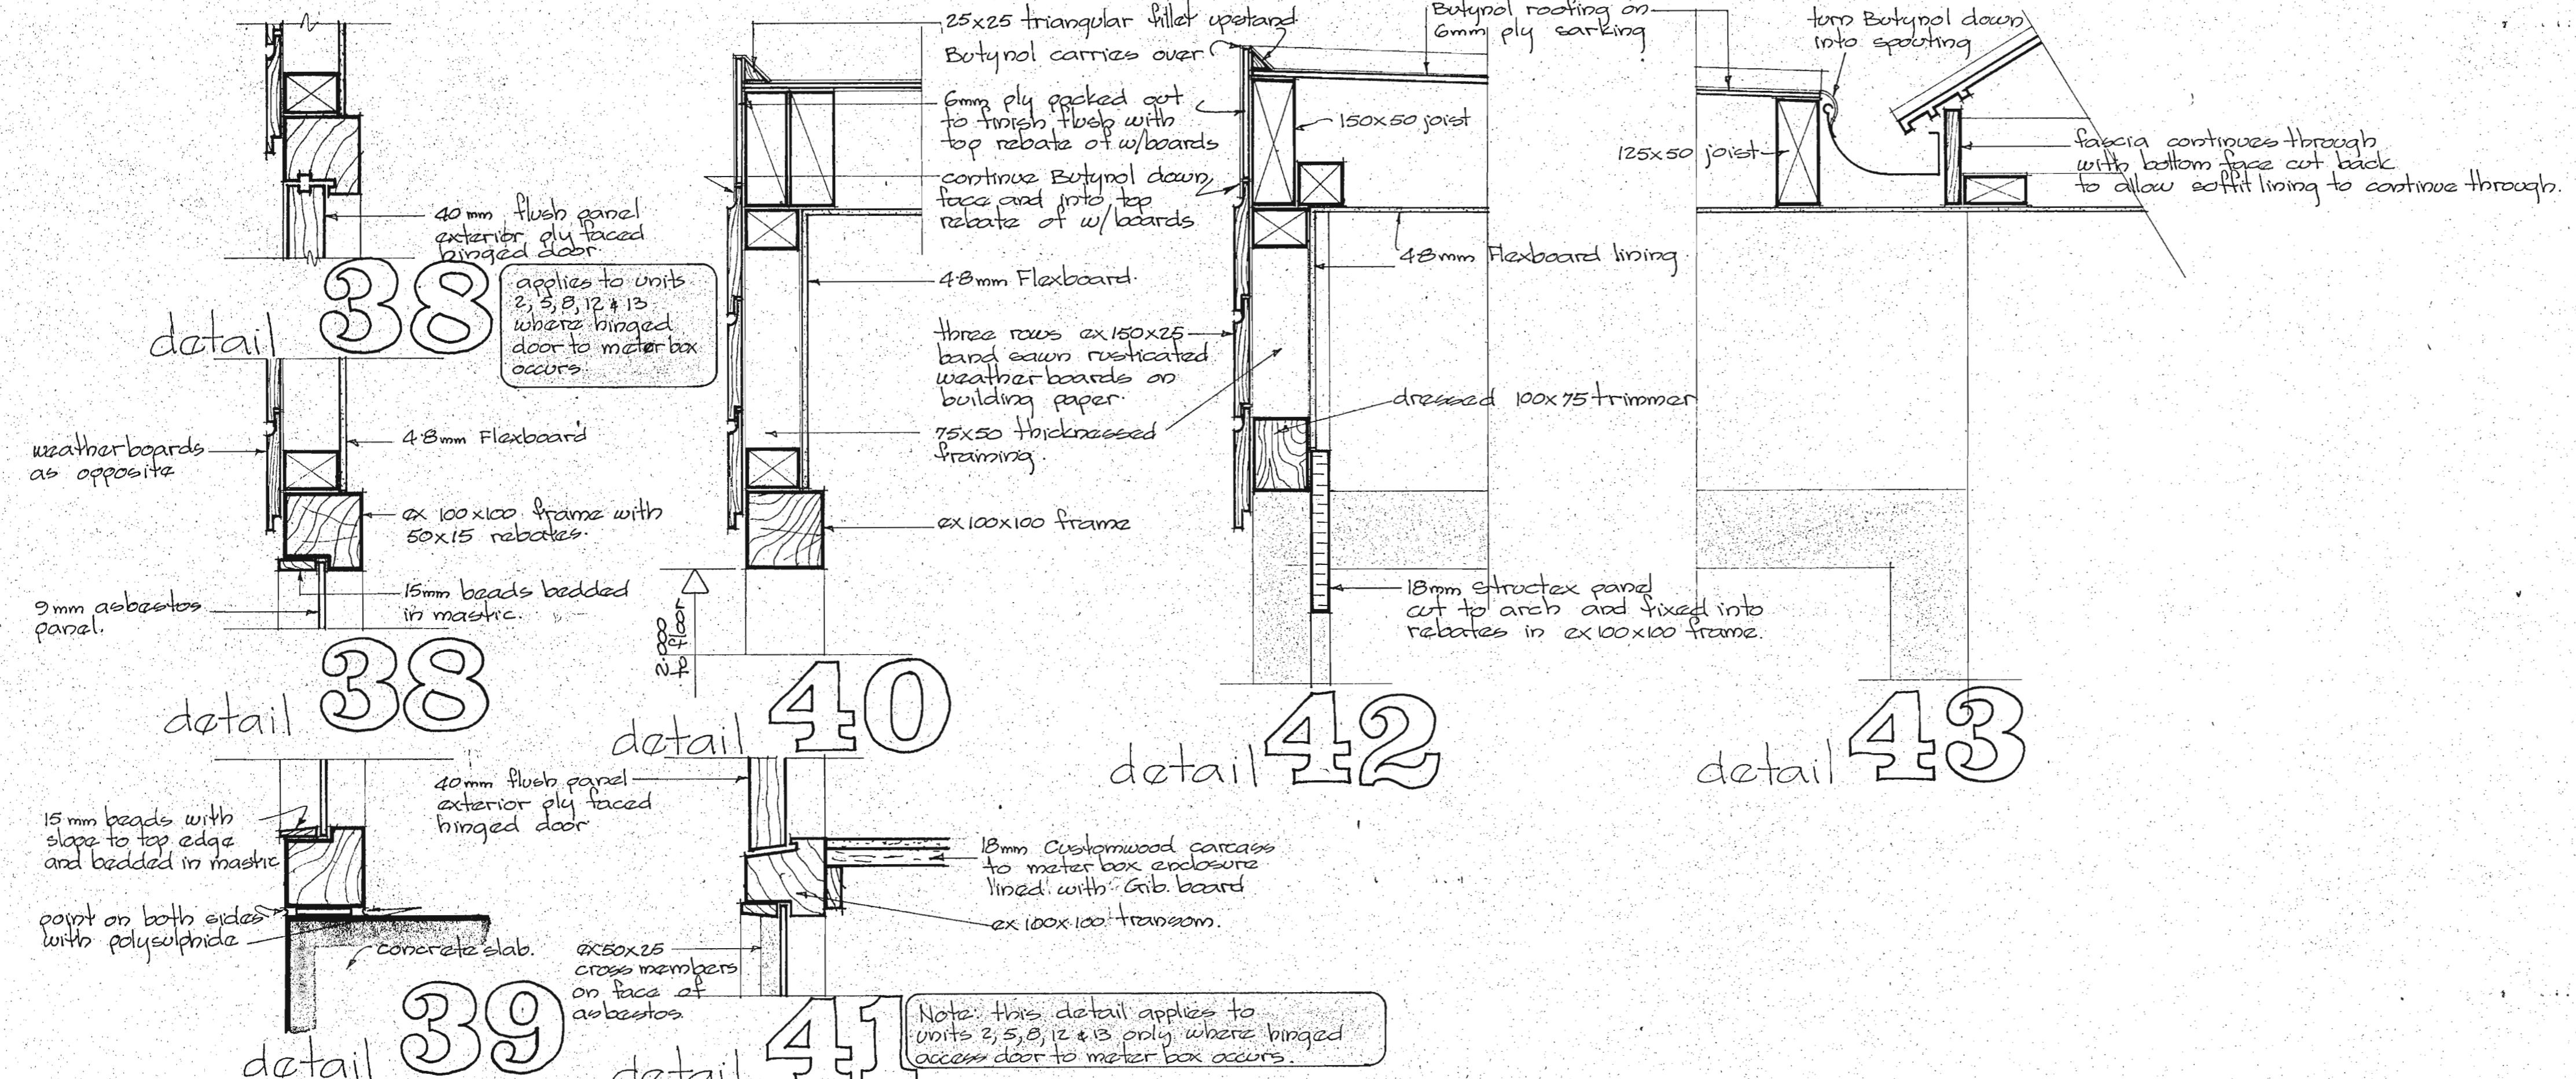 25x25 triangular fillet upstand
Butynol carries over
6mm ply packed out
to finish flush with
top rebate of w/boards
continue Butynol down
face and into top
rebate of w/boards
4·8mm Flexboard.
three rows ex 150x25
band sawn rusticated
weatherboards on
building paper.
75x50 thicknessed
framing.
ex 100x100 frame
2·000
to floor
detail 40
40mm flush panel
exterior ply faced
hinged door.
detail 38
applies to units
2, 5, 8, 12 & 13
where hinged
door to meter box
occurs
weatherboards
as opposite
4·8mm Flexboard
ex 100x100 frame with
50x15 rebates.
15mm beads bedded
in mastic.
9mm asbestos
panel.
detail 38
Butynol roofing on
6mm ply sarking
150x50 joist
4·8mm Flexboard lining.
dressed 100x75 trimmer
18mm Structex panel
cut to arch and fixed into
rebates in ex 100x100 frame.
detail 42
turn Butynol down
into spouting
125x50 joist
fascia continues through
with bottom face cut back
to allow soffit lining to continue through.
detail 43
15mm beads with
slope to top edge
and bedded in mastic
point on both sides
with polysulphide
concrete slab.
detail 39
40mm flush panel
exterior ply faced
hinged door
18mm Customwood carcass
to meter box enclosure
lined with Gib. board
ex 100x100 transom.
ex 50x25
cross members
on face of
asbestos.
detail 41
Note: this detail applies to
units 2, 5, 8, 12 & 13 only where hinged
access door to meter box occurs.